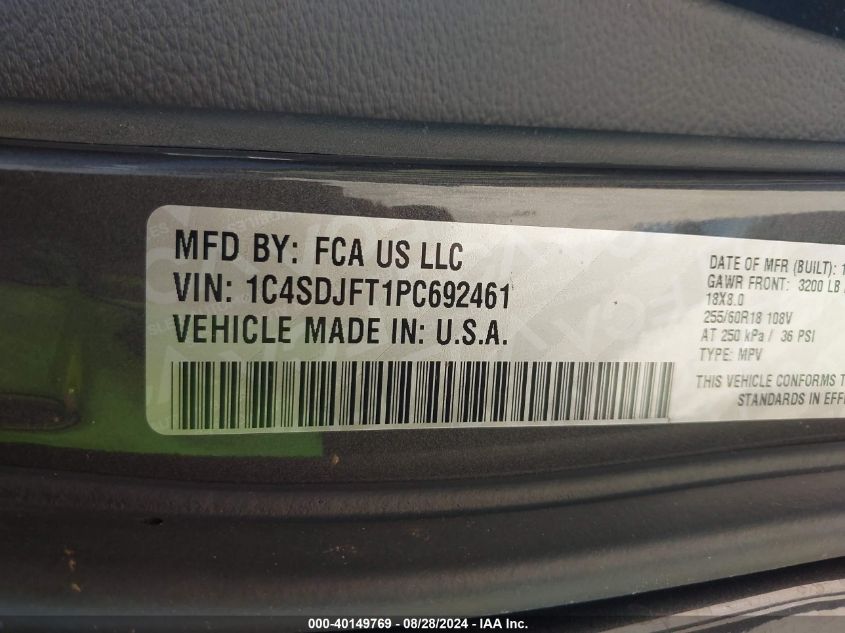 MFD BY: FCA US LLC
VIN: 1C4SDJFT1PC692461
VEHICLE MADE IN: U.S.A.
DATE OF MFR (BUILT): 1
GAWR FRONT: 3200 LB
18X8.0
255/60R18 108V
AT 250 kPa / 36 PSI
TYPE: MPV
THIS VEHICLE CONFORMS T
STANDARDS IN EFF
000-40149769 - 08/28/2024 - IAA Inc.